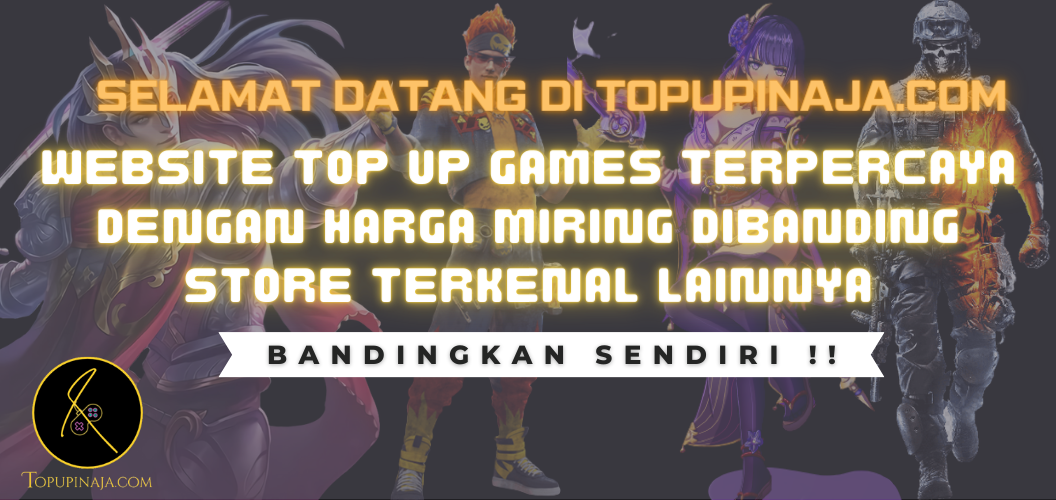 SELAMAT DATANG DI TOPUPINAJA.COM
WEBSITE TOP UP GAMES TERPERCAYA
DENGAN HARGA MIRING DIBANDING
STORE TERKENAL LAINNYA
BANDINGKAN SENDIRI !!
TOPUPINAJA.COM